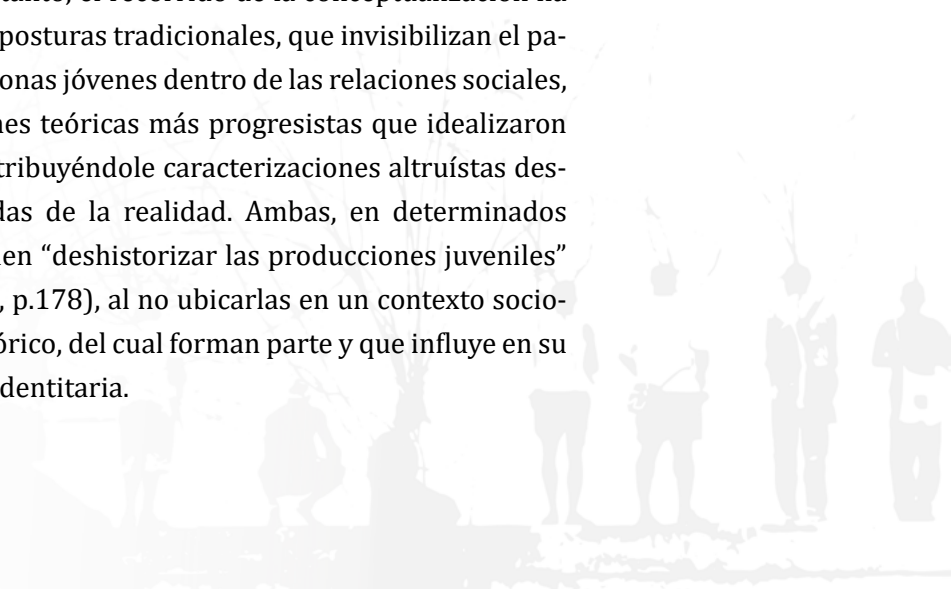 posturas tradicionales, que invisibilizan el pa-
onas jóvenes dentro de las relaciones sociales,
nes teóricas más progresistas que idealizaron
tribuyéndole caracterizaciones altruístas des-
das de la realidad. Ambas, en determinados
en “deshistorizar las producciones juveniles”
, p.178), al no ubicarlas en un contexto socio-
órico, del cual forman parte y que influye en su
dentitaria.